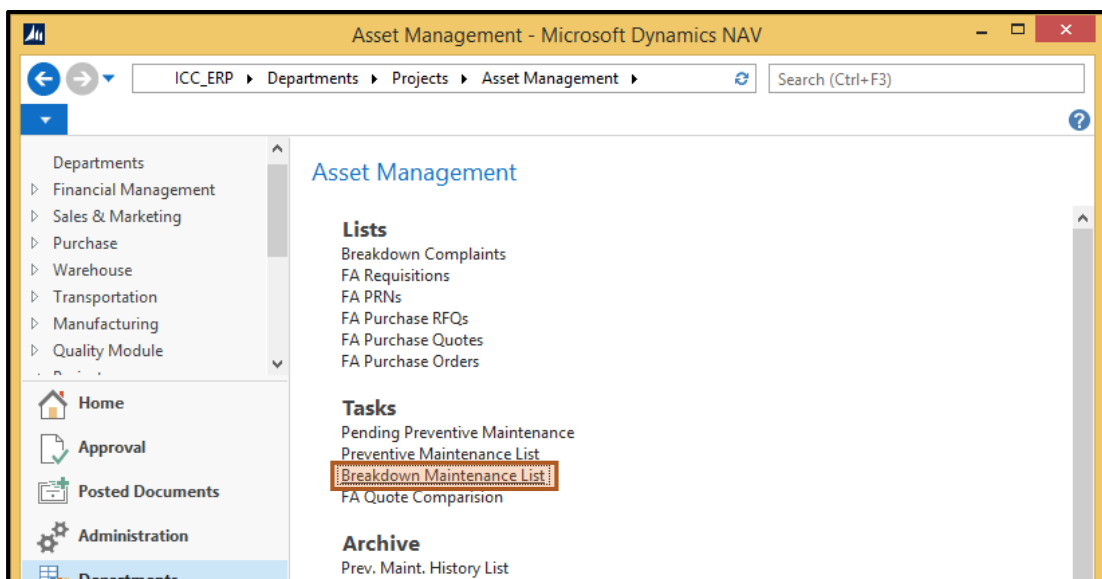 Asset Management - Microsoft Dynamics NAV
ICC_ERP Departments Projects Asset Management
Search (Ctrl+F3)
Departments
Financial Management
Sales & Marketing
Purchase
Warehouse
Transportation
Manufacturing
Quality Module
Home
Approval
Posted Documents
Administration
Departments
Asset Management
Lists
Breakdown Complaints
FA Requisitions
FA PRNs
FA Purchase RFQs
FA Purchase Quotes
FA Purchase Orders
Tasks
Pending Preventive Maintenance
Preventive Maintenance List
Breakdown Maintenance List
FA Quote Comparision
Archive
Prev. Maint. History List